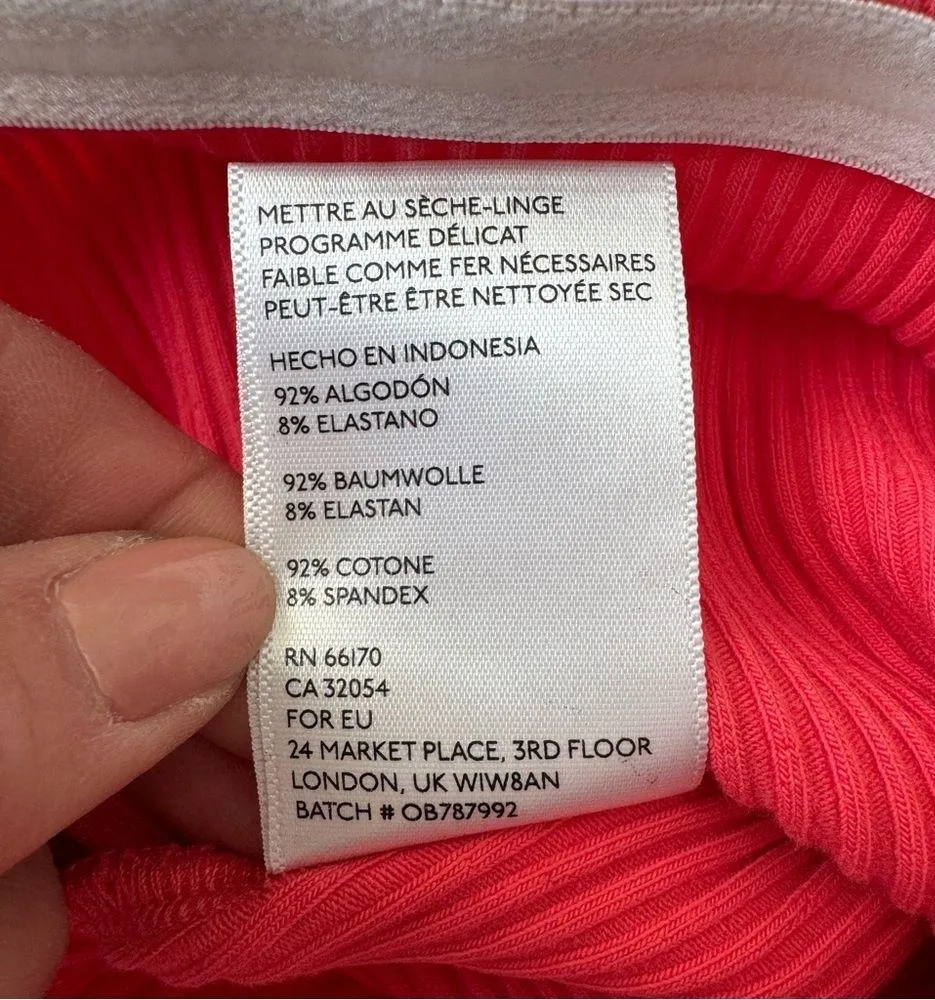 METTRE AU SÈCHE-LINGE
PROGRAMME DÉLICAT
FAIBLE COMME FER NÉCESSAIRES
PEUT-ÊTRE ÊTRE NETTOYÉE SEC
HECHO EN INDONESIA
92% ALGODÓN
8% ELASTANO
92% BAUMWOLLE
8% ELASTAN
92% COTONE
8% SPANDEX
RN 66170
CA 32054
FOR EU
24 MARKET PLACE, 3RD FLOOR
LONDON, UK W1W8AN
BATCH # OB787992